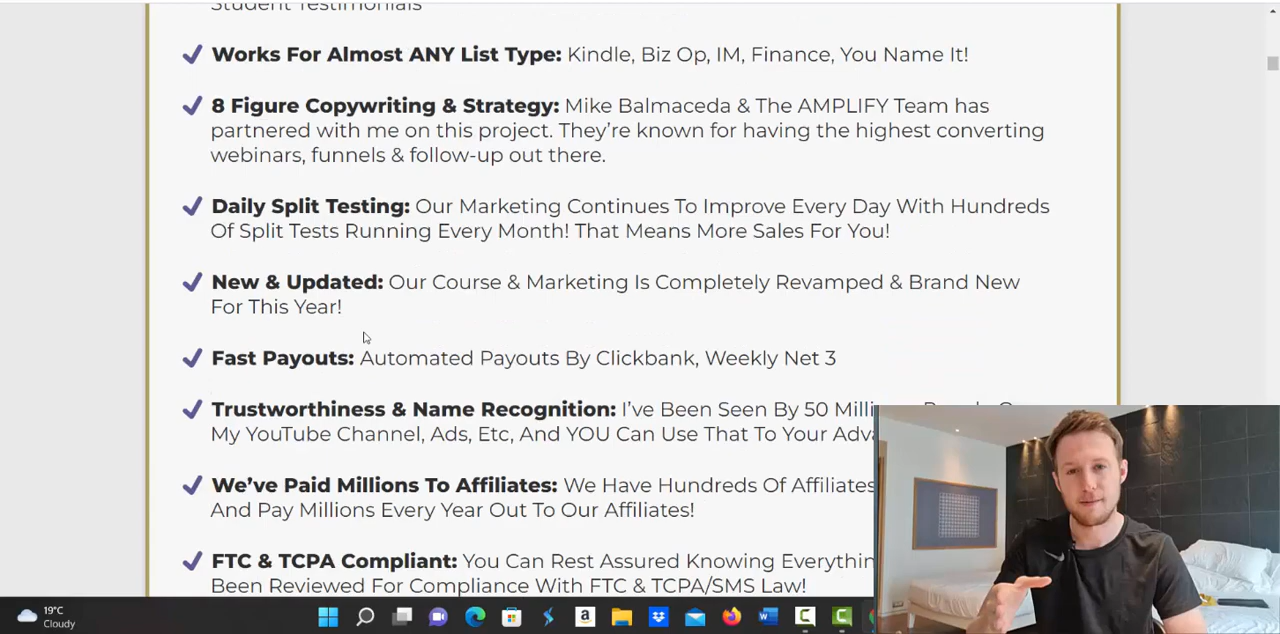 Student Testimonials
Works For Almost ANY List Type: Kindle, Biz Op, IM, Finance, You Name It!
8 Figure Copywriting & Strategy: Mike Balmaceda & The AMPLIFY Team has
partnered with me on this project. They’re known for having the highest converting
webinars, funnels & follow-up out there.
Daily Split Testing: Our Marketing Continues To Improve Every Day With Hundreds
Of Split Tests Running Every Month! That Means More Sales For You!
New & Updated: Our Course & Marketing Is Completely Revamped & Brand New
For This Year!
Fast Payouts: Automated Payouts By Clickbank, Weekly Net 3
Trustworthiness & Name Recognition: I’ve Been Seen By 50
My YouTube Channel, Ads, Etc, And YOU Can Use That To Your
We’ve Paid Millions To Affiliates: We Have Hundreds Of Affiliates
And Pay Millions Every Year Out To Our Affiliates!
FTC & TCPA Compliant: You Can Rest Assured Knowing
Been Reviewed For Compliance With FTC & TCPA/SMS Law!
19°C
Cloudy